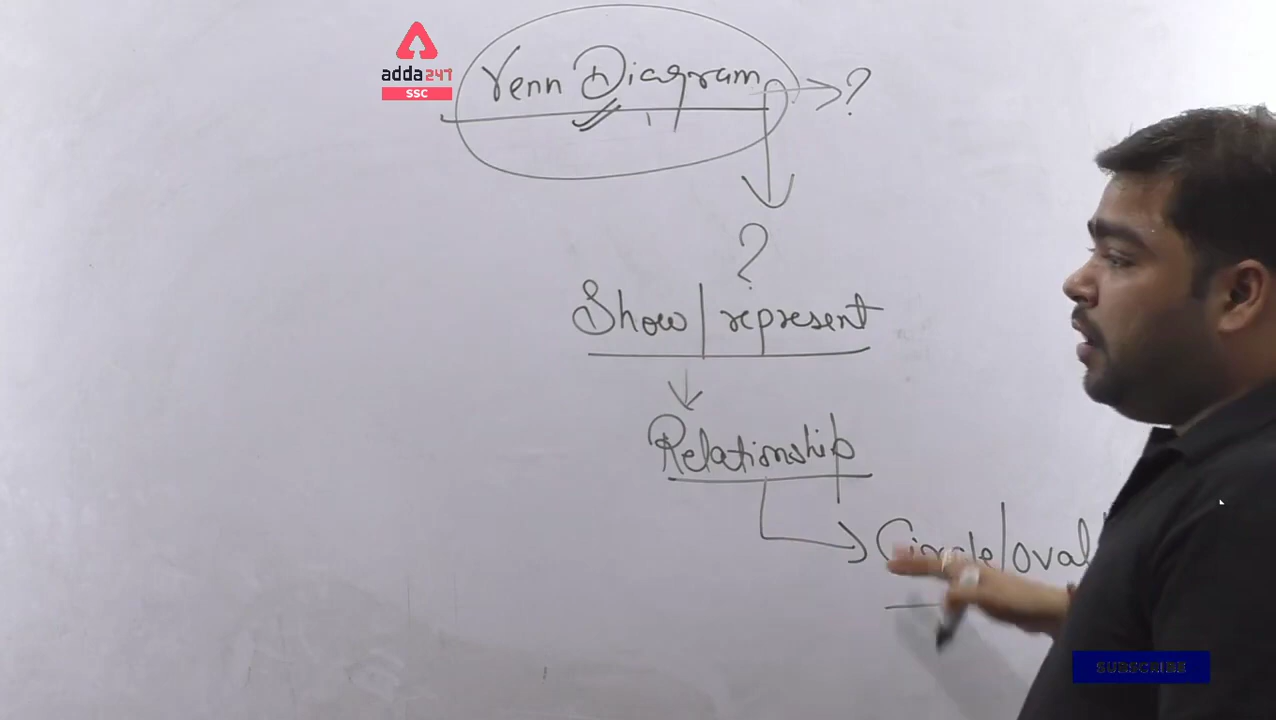 adda247
SSC
Venn Diagram → ?
?
Show/represent
Relationship
Circle/oval
SUBSCRIBE